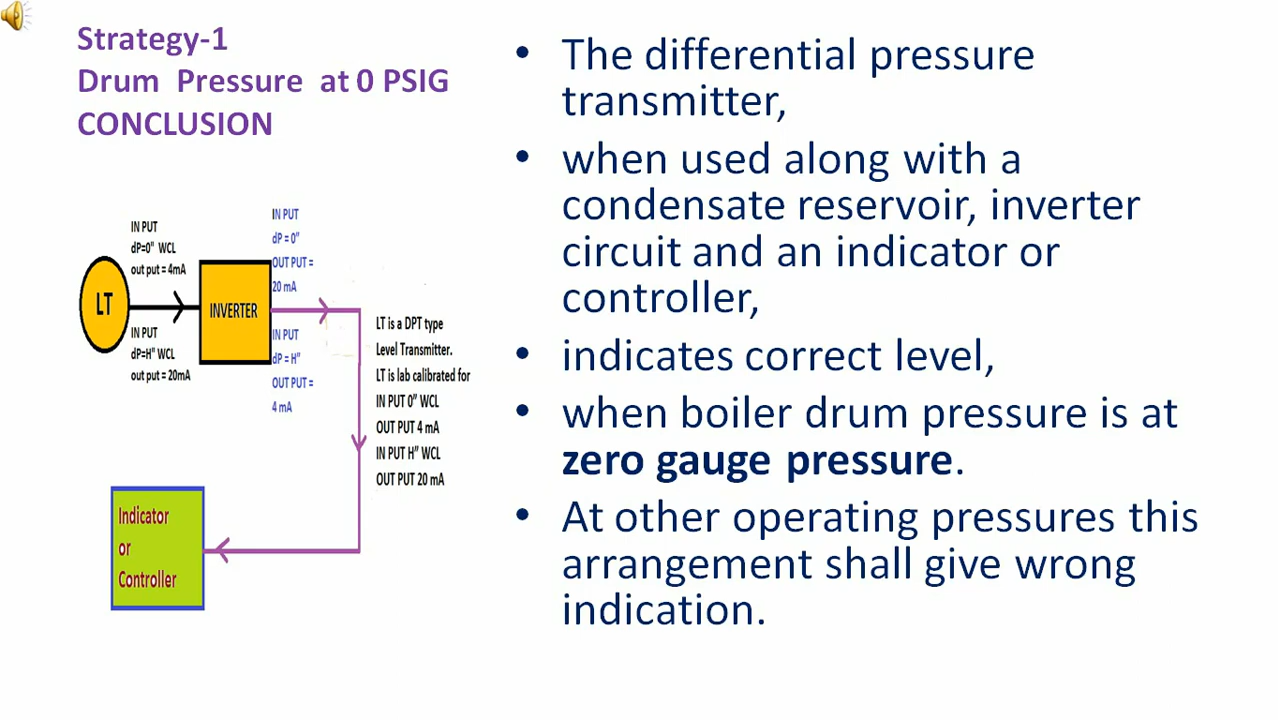 Strategy-1
Drum Pressure at 0 PSIG
CONCLUSION
IN PUT
dP=0" WCL
out put = 4mA
LT
IN PUT
dP=H" WCL
out put = 20mA
INVERTER
IN PUT
dP = 0"
OUT PUT =
20 mA
IN PUT
dP = H"
OUT PUT =
4 mA
LT is a DPT type
Level Transmitter.
LT is lab calibrated for
IN PUT 0" WCL
OUT PUT 4 mA
IN PUT H" WCL
OUT PUT 20 mA
Indicator
or
Controller
• The differential pressure
transmitter,
• when used along with a
condensate reservoir, inverter
circuit and an indicator or
controller,
• indicates correct level,
• when boiler drum pressure is at
zero gauge pressure.
• At other operating pressures this
arrangement shall give wrong
indication.